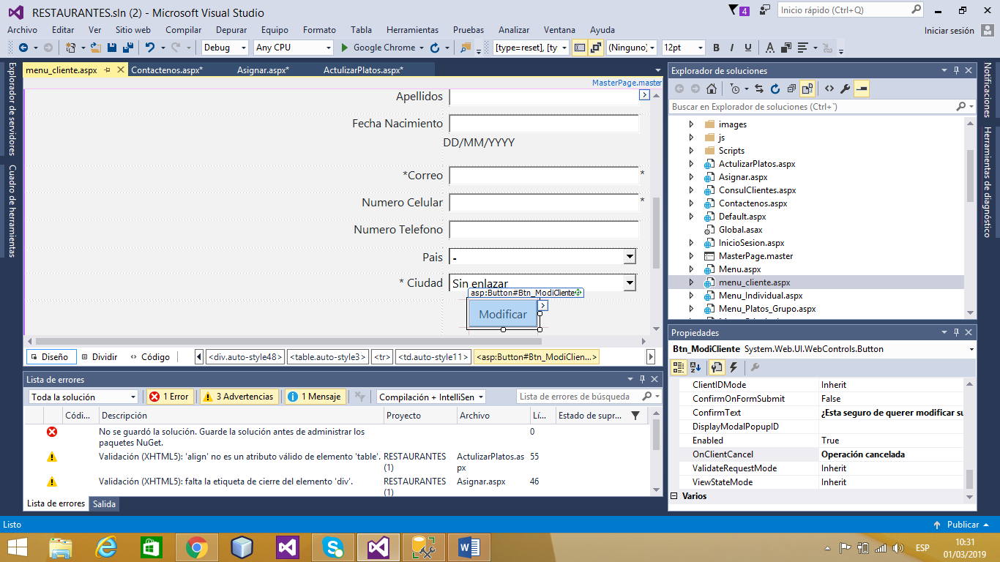 RESTAURANTES.sln (2) - Microsoft Visual Studio
4
Inicio rápido (Ctrl+Q)
Archivo Editar Ver Sitio web Compilar Depurar Equipo Formato Tabla Herramientas Pruebas Analizar Ventana Ayuda
Iniciar sesión
Debug Any CPU Google Chrome [type=reset], [ty (Ninguno) 12pt B I U A
Explorador de servidores
Cuadro de herramientas
menu_cliente.aspx Contactenos.aspx* Asignar.aspx* ActulizarPlatos.aspx*
MasterPage.master
Apellidos
Fecha Nacimiento
DD/MM/YYYY
*Correo *
Numero Celular *
Numero Telefono
Pais -
* Ciudad Sin enlazar
asp:Button#Btn_ModiCliente
Modificar
Diseño Dividir Código <div.auto-style48> <table.auto-style3> <tr> <td.auto-style11> <asp:Button#Btn_ModiClien...>
Lista de errores
Toda la solución 1 Error 3 Advertencias 1 Mensaje Compilación + IntelliSen Lista de errores de búsqueda
Códi... Descripción Proyecto Archivo Lí... Estado de supr...
No se guardó la solución. Guarde la solución antes de administrar los 0
paquetes NuGet.
Validación (XHTML5): 'align' no es un atributo válido de elemento 'table'. RESTAURANTES ActulizarPlatos.as 55
(1) px
Validación (XHTML5): falta la etiqueta de cierre del elemento 'div'. RESTAURANTES Asignar.aspx 46
(1)
Lista de errores Salida
Explorador de soluciones
Buscar en Explorador de soluciones (Ctrl+`)
images
js
Scripts
ActulizarPlatos.aspx
Asignar.aspx
ConsulClientes.aspx
Contactenos.aspx
Default.aspx
Global.asax
InicioSesion.aspx
MasterPage.master
Menu.aspx
menu_cliente.aspx
Menu_Individual.aspx
Menu_Platos_Grupo.aspx
Propiedades
Btn_ModiCliente System.Web.UI.WebControls.Button
ClientIDMode Inherit
ConfirmOnFormSubmit False
ConfirmText ¿Esta seguro de querer modificar su
DisplayModalPopupID
Enabled True
OnClientCancel Operación cancelada
ValidateRequestMode Inherit
ViewStateMode Inherit
Varios
Notificaciones
Herramientas de diagnóstico
Listo
Publicar
ESP
10:31
01/03/2019